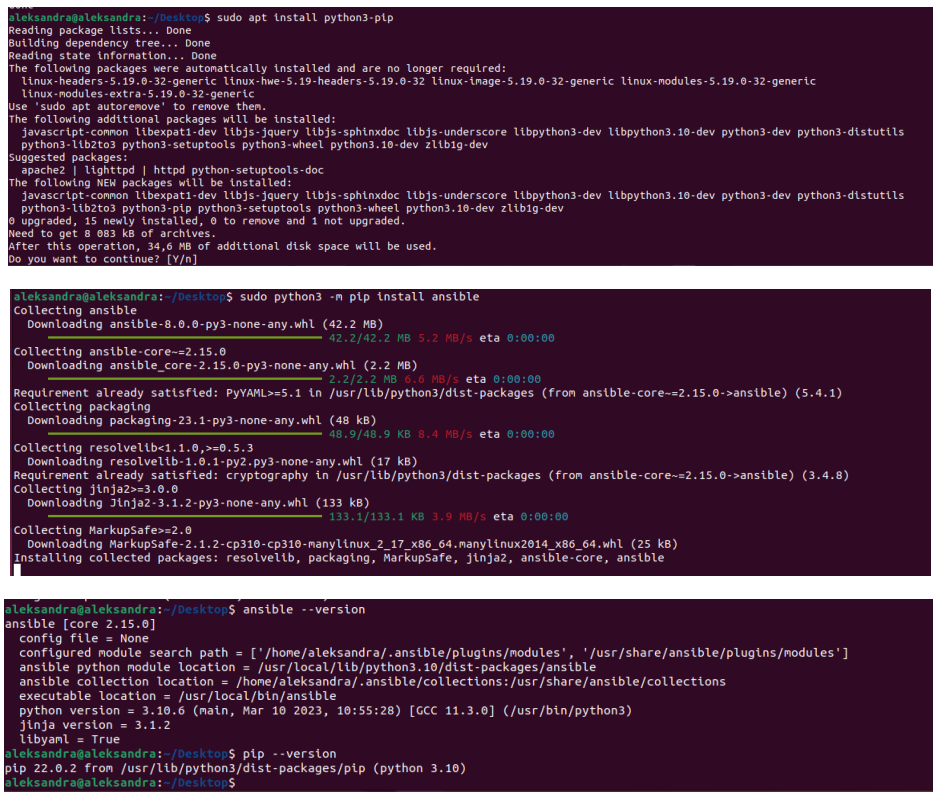 aleksandra@aleksandra:~/Desktop$ sudo apt install python3-pip
Reading package lists... Done
Building dependency tree... Done
Reading state information... Done
The following packages were automatically installed and are no longer required:
  linux-headers-5.19.0-32-generic linux-hwe-5.19-headers-5.19.0-32 linux-image-5.19.0-32-generic linux-modules-5.19.0-32-generic
  linux-modules-extra-5.19.0-32-generic
Use 'sudo apt autoremove' to remove them.
The following additional packages will be installed:
  javascript-common libexpat1-dev libjs-jquery libjs-sphinxdoc libjs-underscore libpython3-dev libpython3.10-dev python3-dev python3-distutils
  python3-lib2to3 python3-setuptools python3-wheel python3.10-dev zlib1g-dev
Suggested packages:
  apache2 | lighttpd | httpd python-setuptools-doc
The following NEW packages will be installed:
  javascript-common libexpat1-dev libjs-jquery libjs-sphinxdoc libjs-underscore libpython3-dev libpython3.10-dev python3-dev python3-distutils
  python3-lib2to3 python3-pip python3-setuptools python3-wheel python3.10-dev zlib1g-dev
0 upgraded, 15 newly installed, 0 to remove and 1 not upgraded.
Need to get 8 083 kB of archives.
After this operation, 34,6 MB of additional disk space will be used.
Do you want to continue? [Y/n]
aleksandra@aleksandra:~/Desktop$ sudo python3 -m pip install ansible
Collecting ansible
  Downloading ansible-8.0.0-py3-none-any.whl (42.2 MB)
42.2/42.2 MB 5.2 MB/s eta 0:00:00
Collecting ansible-core~=2.15.0
  Downloading ansible_core-2.15.0-py3-none-any.whl (2.2 MB)
2.2/2.2 MB 6.6 MB/s eta 0:00:00
Requirement already satisfied: PyYAML>=5.1 in /usr/lib/python3/dist-packages (from ansible-core~=2.15.0->ansible) (5.4.1)
Collecting packaging
  Downloading packaging-23.1-py3-none-any.whl (48 kB)
48.9/48.9 KB 8.4 MB/s eta 0:00:00
Collecting resolvelib<1.1.0,>=0.5.3
  Downloading resolvelib-1.0.1-py2.py3-none-any.whl (17 kB)
Requirement already satisfied: cryptography in /usr/lib/python3/dist-packages (from ansible-core~=2.15.0->ansible) (3.4.8)
Collecting jinja2>=3.0.0
  Downloading Jinja2-3.1.2-py3-none-any.whl (133 kB)
133.1/133.1 KB 3.9 MB/s eta 0:00:00
Collecting MarkupSafe>=2.0
  Downloading MarkupSafe-2.1.2-cp310-cp310-manylinux_2_17_x86_64.manylinux2014_x86_64.whl (25 kB)
Installing collected packages: resolvelib, packaging, MarkupSafe, jinja2, ansible-core, ansible
aleksandra@aleksandra:~/Desktop$ ansible --version
ansible [core 2.15.0]
  config file = None
  configured module search path = ['/home/aleksandra/.ansible/plugins/modules', '/usr/share/ansible/plugins/modules']
  ansible python module location = /usr/local/lib/python3.10/dist-packages/ansible
  ansible collection location = /home/aleksandra/.ansible/collections:/usr/share/ansible/collections
  executable location = /usr/local/bin/ansible
  python version = 3.10.6 (main, Mar 10 2023, 10:55:28) [GCC 11.3.0] (/usr/bin/python3)
  jinja version = 3.1.2
  libyaml = True
aleksandra@aleksandra:~/Desktop$ pip --version
pip 22.0.2 from /usr/lib/python3/dist-packages/pip (python 3.10)
aleksandra@aleksandra:~/Desktop$